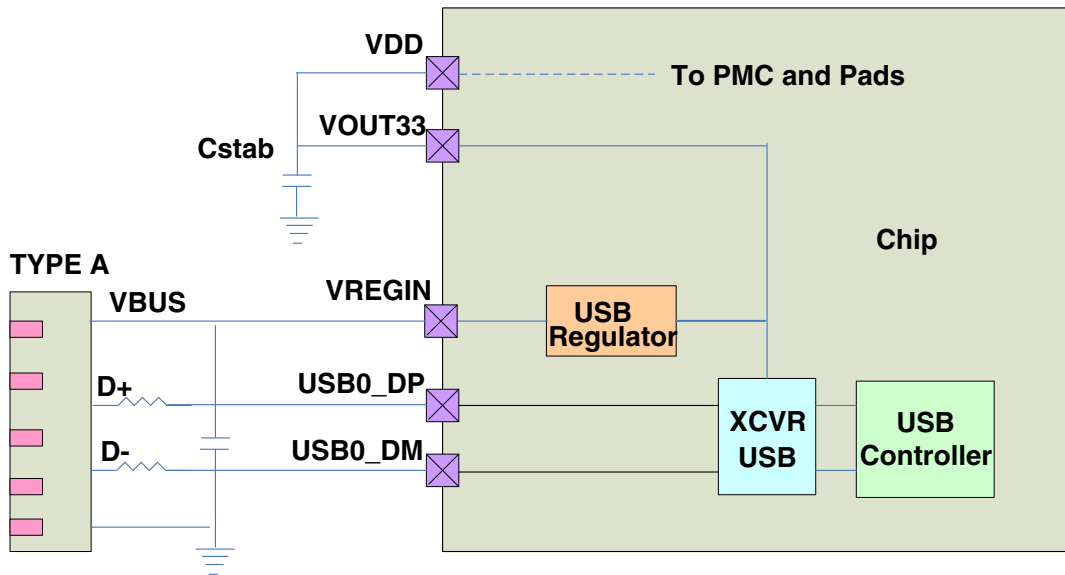 VDD
To PMC and Pads
VOUT33
Cstab
Chip
TYPE A
VBUS
VREGIN
USB
Regulator
D+
USB0_DP
D-
USB0_DM
XCVR
USB
USB
Controller